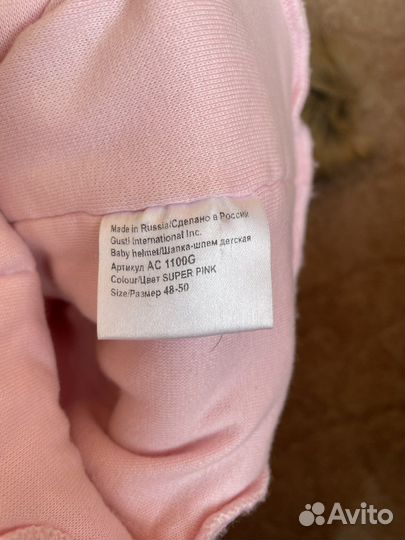 Made in Russia/Сделано в России
Gusti International Inc.
Baby helmet/Шапка-шлем детская
Артикул AC 1100G
Colour/Цвет SUPER PINK
Size/Размер 48-50
Avito